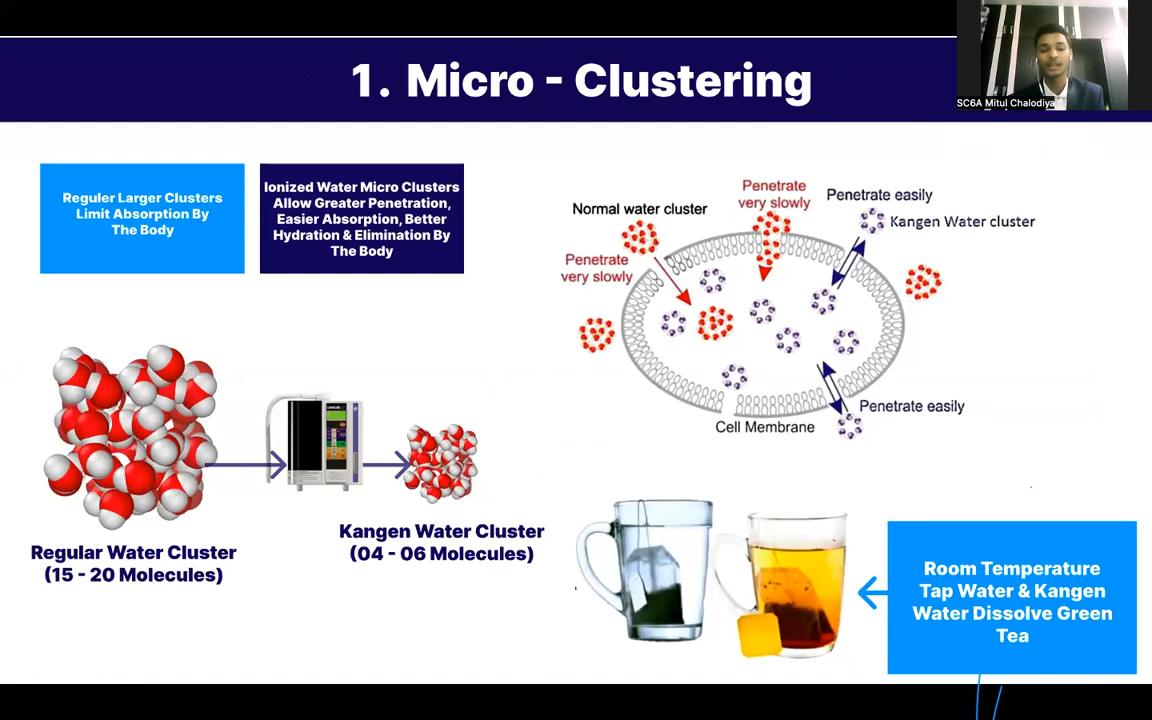 1. Micro - Clustering
SC6A Mitul Chalodiya
Reguler Larger Clusters
Limit Absorption By
The Body
Ionized Water Micro Clusters
Allow Greater Penetration,
Easier Absorption, Better
Hydration & Elimination By
The Body
Normal water cluster
Penetrate
very slowly
Penetrate easily
Kangen Water cluster
Penetrate
very slowly
Penetrate easily
Cell Membrane
Regular Water Cluster
(15 - 20 Molecules)
Kangen Water Cluster
(04 - 06 Molecules)
Room Temperature
Tap Water & Kangen
Water Dissolve Green
Tea